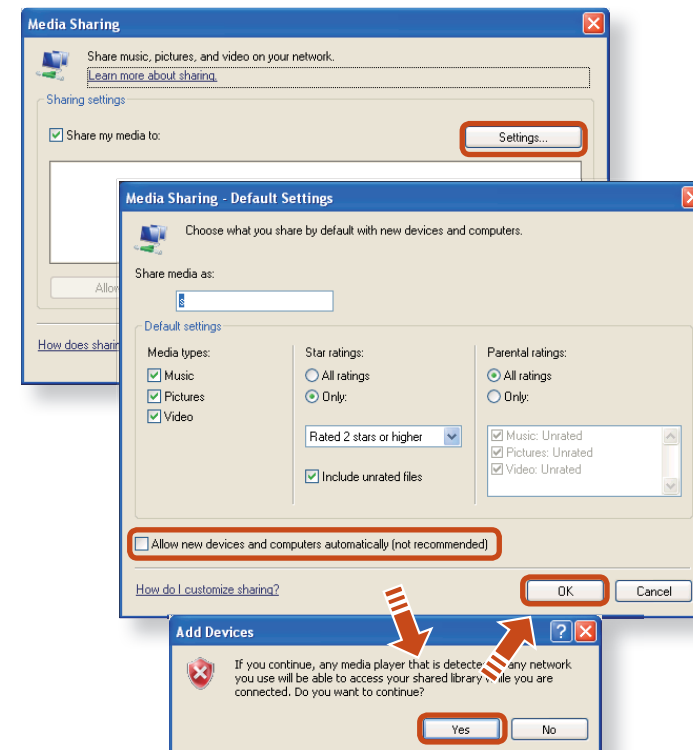 Media Sharing
Share music, pictures, and video on your network.
Learn more about sharing.
Sharing settings
Share my media to:
Settings...
Media Sharing - Default Settings
Choose what you share by default with new devices and computers.
Share media as:
s
Default settings
Media types:
Music
Pictures
Video
Star ratings:
All ratings
Only:
Rated 2 stars or higher
Include unrated files
Parental ratings:
All ratings
Only:
Music: Unrated
Pictures: Unrated
Video: Unrated
Allow new devices and computers automatically (not recommended)
How do I customize sharing?
OK
Cancel
How does
Add Devices
If you continue, any media player that is any network
you use will be able to access your shared library you are
connected. Do you want to continue?
Yes
No